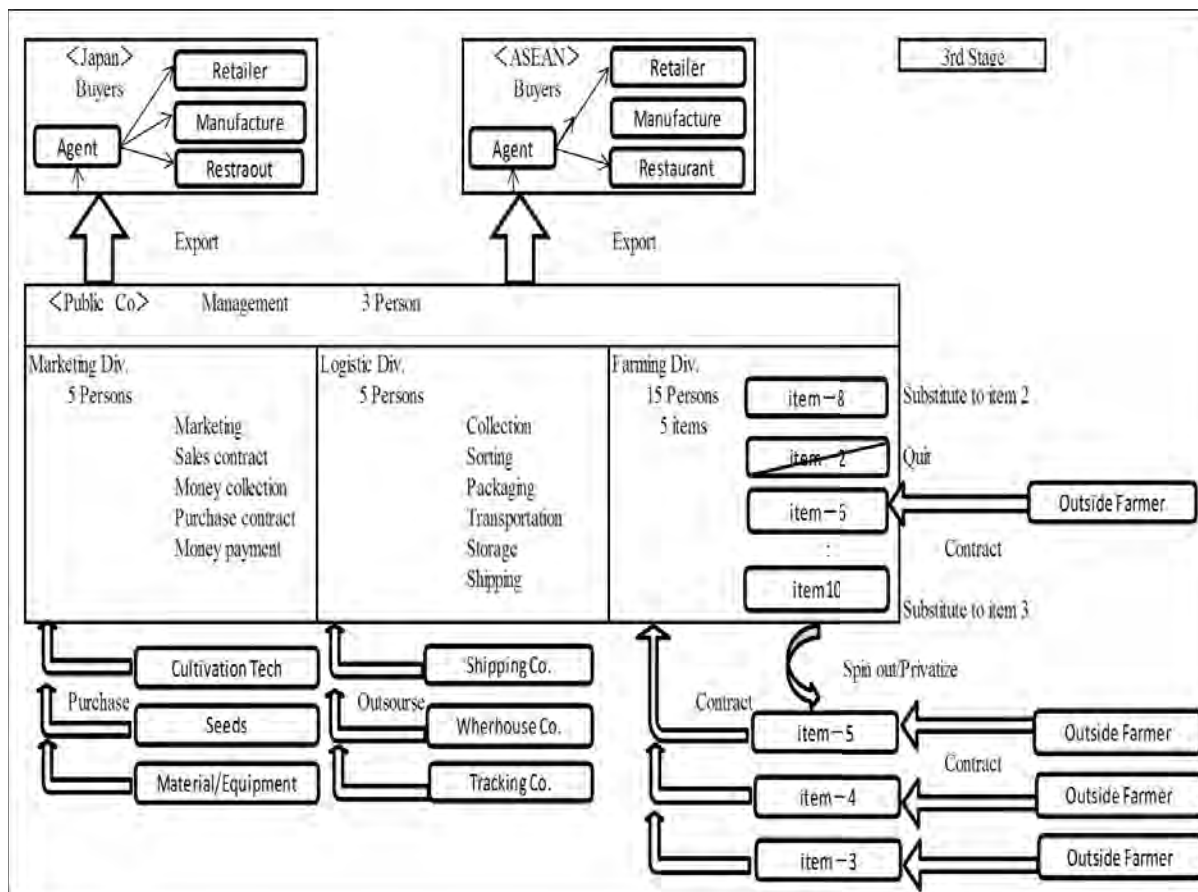 3rd Stage
<Japan>
Buyers
Agent
Retailer
Manufacture
Restraout
<ASEAN>
Buyers
Agent
Retailer
Manufacture
Restaurant
Export
Export
<Public Co> Management 3 Person
Marketing Div.
5 Persons
Marketing
Sales contract
Money collection
Purchase contract
Money payment
Logistic Div.
5 Persons
Collection
Sorting
Packaging
Transportation
Storage
Shipping
Farming Div.
15 Persons
5 items
item-8
Substitute to item 2
item-2
Quit
item-6
Outside Farmer
:
Contract
item10
Substitute to item 3
Cultivation Tech
Purchase
Seeds
Material/Equipment
Shipping Co.
Outsourse
Wherhouse Co.
Tracking Co.
Spin out/Privatize
Contract
item-5
Outside Farmer
Contract
item-4
Outside Farmer
item-3
Outside Farmer